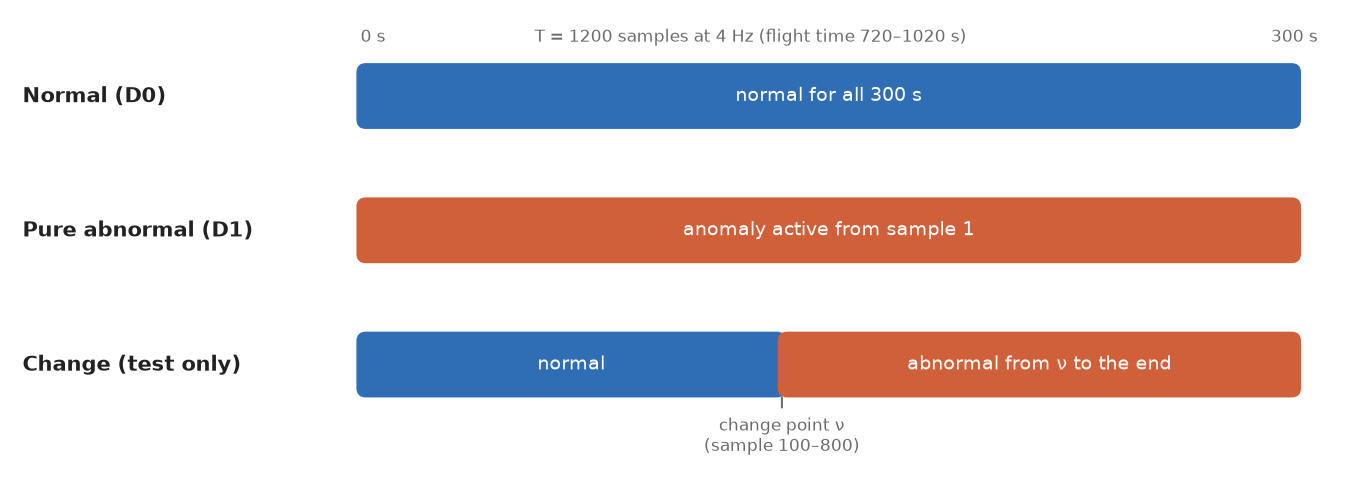 0 s
T = 1200 samples at 4 Hz (flight time 720–1020 s)
300 s
Normal (D0)
normal for all 300 s
Pure abnormal (D1)
anomaly active from sample 1
Change (test only)
normal
abnormal from ν to the end
change point ν
(sample 100–800)